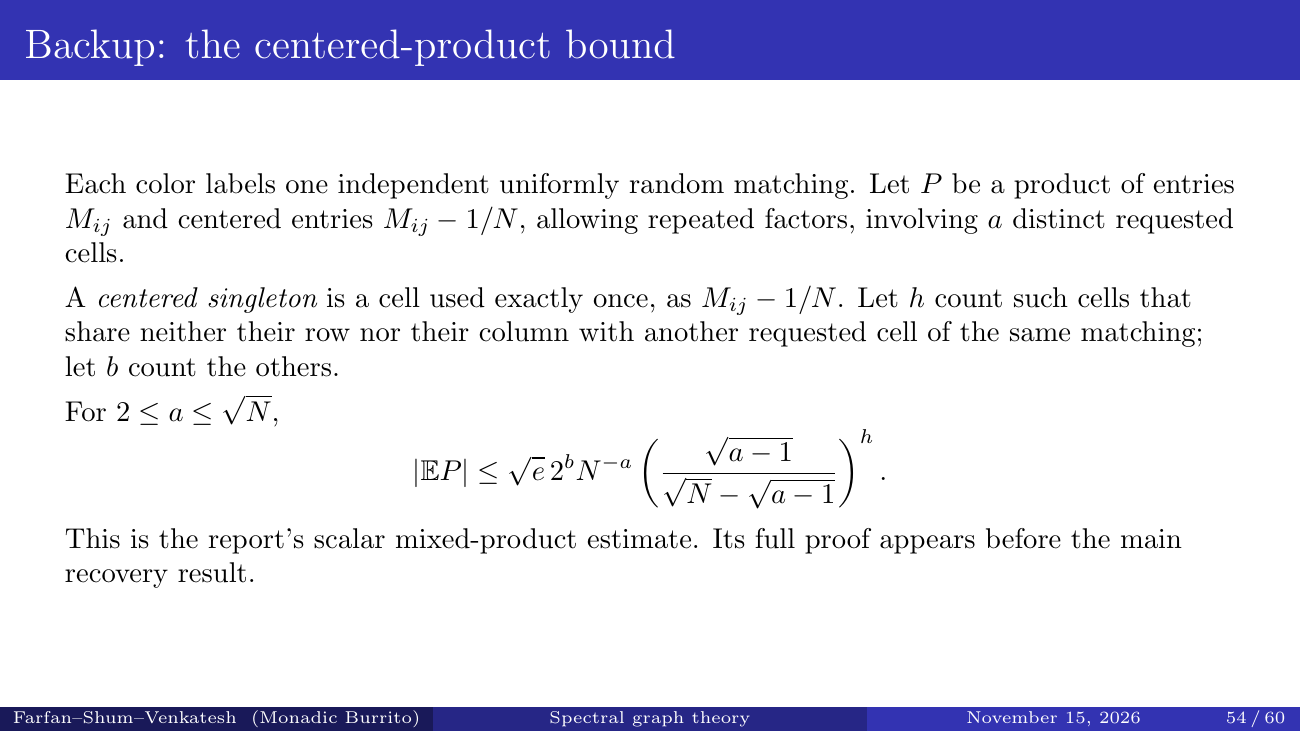 Backup: the centered-product bound
Each color labels one independent uniformly random matching. Let P be a product of entries
M_{ij} and centered entries M_{ij} − 1/N, allowing repeated factors, involving a distinct requested
cells.
A centered singleton is a cell used exactly once, as M_{ij} − 1/N. Let h count such cells that
share neither their row nor their column with another requested cell of the same matching;
let b count the others.
For 2 ≤ a ≤ √N,
|𝔼P| ≤ √e 2^b N^{−a} (√(a − 1) / (√N − √(a − 1)))^h.
This is the report's scalar mixed-product estimate. Its full proof appears before the main
recovery result.
Farfan–Shum–Venkatesh (Monadic Burrito) Spectral graph theory November 15, 2026 54 / 60